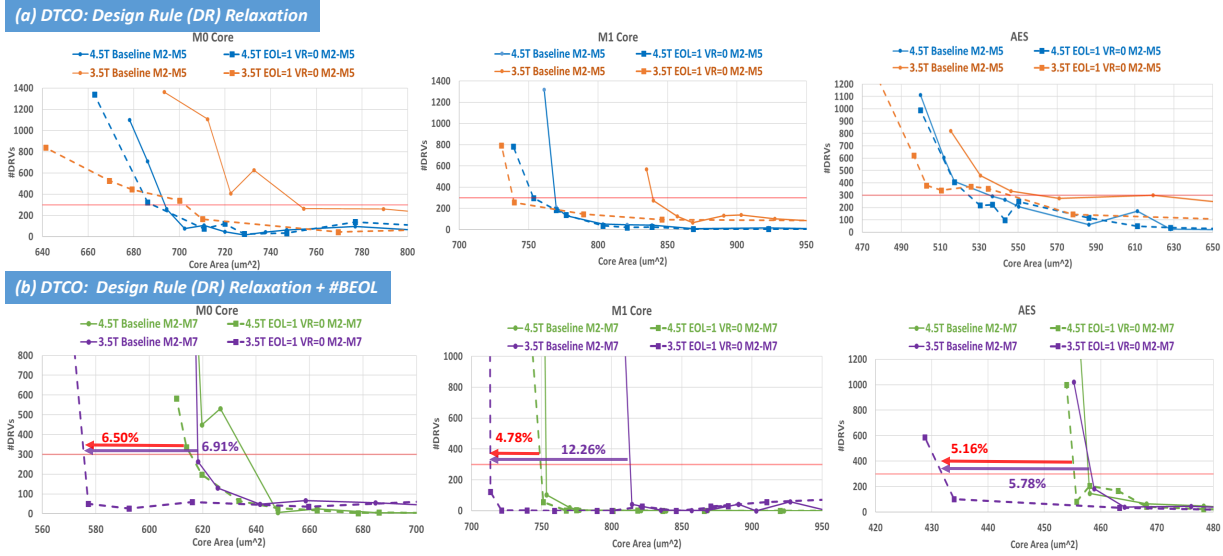 (a) DTCO: Design Rule (DR) Relaxation
M0 Core
4.5T Baseline M2-M5
4.5T EOL=1 VR=0 M2-M5
3.5T Baseline M2-M5
3.5T EOL=1 VR=0 M2-M5
#DRVs
1400
1200
1000
800
600
400
200
0
640
660
680
700
720
740
760
780
800
Core Area (um^2)
M1 Core
4.5T Baseline M2-M5
4.5T EOL=1 VR=0 M2-M5
3.5T Baseline M2-M5
3.5T EOL=1 VR=0 M2-M5
#DRVs
1400
1200
1000
800
600
400
200
0
700
750
800
850
900
950
Core Area (um^2)
AES
4.5T Baseline M2-M5
4.5T EOL=1 VR=0 M2-M5
3.5T Baseline M2-M5
3.5T EOL=1 VR=0 M2-M5
#DRVs
1200
1100
1000
900
800
700
600
500
400
300
200
100
0
470
490
510
530
550
570
590
610
630
650
Core Area (um^2)
(b) DTCO: Design Rule (DR) Relaxation + #BEOL
M0 Core
4.5T Baseline M2-M7
4.5T EOL=1 VR=0 M2-M7
3.5T Baseline M2-M7
3.5T EOL=1 VR=0 M2-M7
#DRVs
800
700
600
500
400
300
200
100
0
6.50%
6.91%
560
580
600
620
640
660
680
700
Core Area (um^2)
M1 Core
4.5T Baseline M2-M7
4.5T EOL=1 VR=0 M2-M7
3.5T Baseline M2-M7
3.5T EOL=1 VR=0 M2-M7
#DRVs
1000
800
600
400
200
0
4.78%
12.26%
700
750
800
850
900
950
Core Area (um^2)
AES
4.5T Baseline M2-M7
4.5T EOL=1 VR=0 M2-M7
3.5T Baseline M2-M7
3.5T EOL=1 VR=0 M2-M7
#DRVs
1200
1000
800
600
400
200
0
5.16%
5.78%
420
430
440
450
460
470
480
Core Area (um^2)